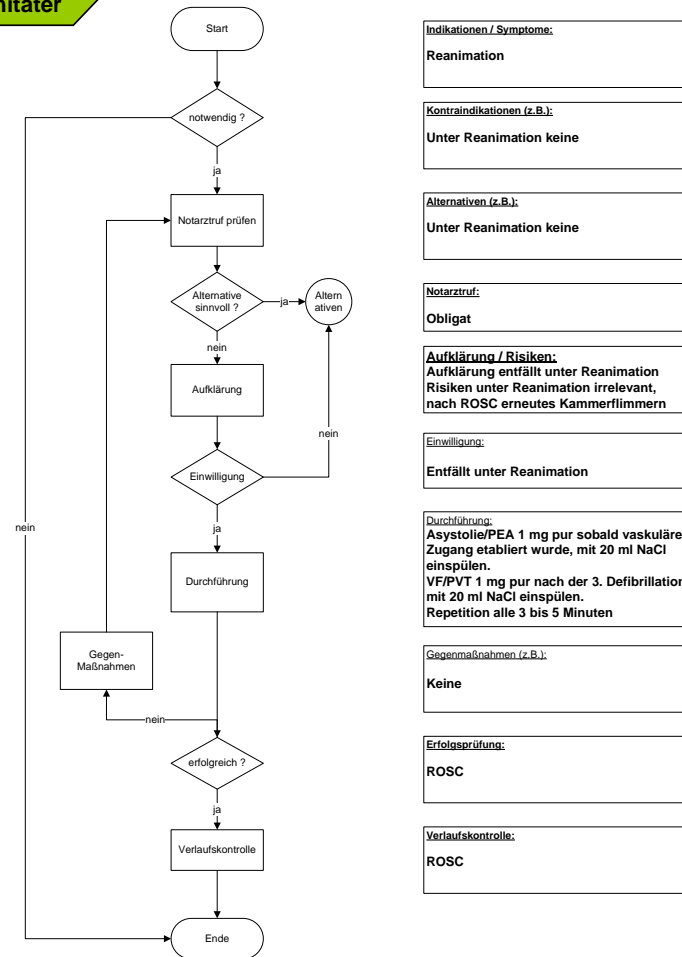 Start
notwendig ?
ja
Notarztruf prüfen
Alternative
sinnvoll ?
ja
Altern
ativen
nein
Aufklärung
nein
Einwilligung
ja
nein
Durchführung
Gegen-
Maßnahmen
nein
erfolgreich ?
ja
Verlaufskontrolle
Ende
Indikationen / Symptome:
Reanimation
Kontraindikationen (z.B.):
Unter Reanimation keine
Alternativen (z.B.):
Unter Reanimation keine
Notarztruf:
Obligat
Aufklärung / Risiken:
Aufklärung entfällt unter Reanimation
Risiken unter Reanimation irrelevant,
nach ROSC erneutes Kammerflimmern
Einwilligung:
Entfällt unter Reanimation
Durchführung:
Asystolie/PEA 1 mg pur sobald vaskuläre
Zugang etabliert wurde, mit 20 ml NaCl
einspülen.
VF/PVT 1 mg pur nach der 3. Defibrillation
mit 20 ml NaCl einspülen.
Repetition alle 3 bis 5 Minuten
Gegenmaßnahmen (z.B.):
Keine
Erfolgsprüfung:
ROSC
Verlaufskontrolle:
ROSC